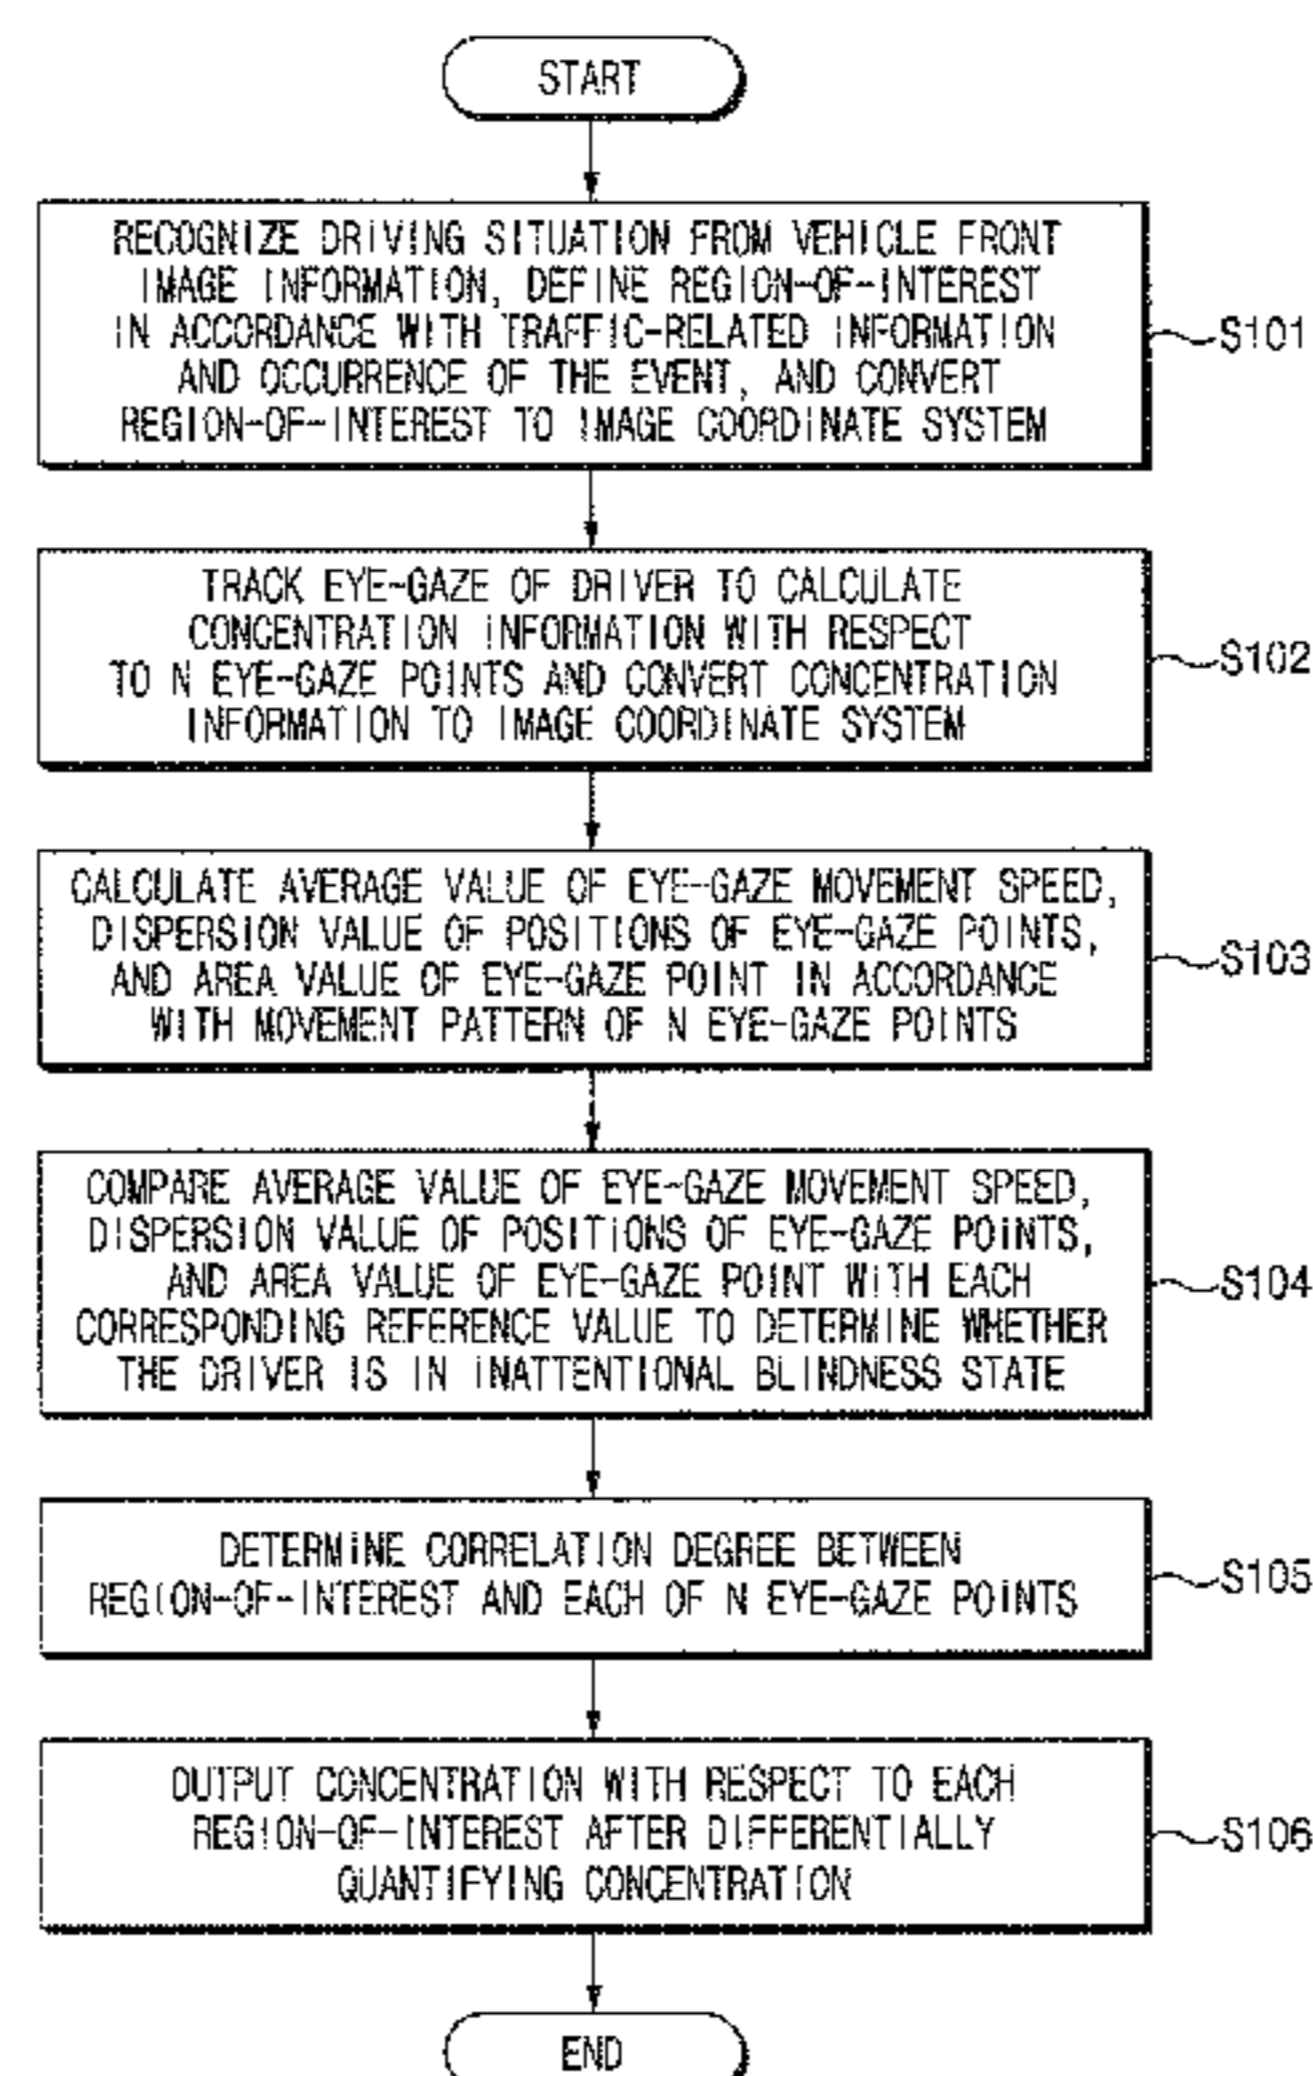 START
RECOGNIZE DRIVING SITUATION FROM VEHICLE FRONT
IMAGE INFORMATION, DEFINE REGION-OF-INTEREST
IN ACCORDANCE WITH TRAFFIC-RELATED INFORMATION
AND OCCURRENCE OF THE EVENT, AND CONVERT
REGION-OF-INTEREST TO IMAGE COORDINATE SYSTEM
S101
TRACK EYE-GAZE OF DRIVER TO CALCULATE
CONCENTRATION INFORMATION WITH RESPECT
TO N EYE-GAZE POINTS AND CONVERT CONCENTRATION
INFORMATION TO IMAGE COORDINATE SYSTEM
S102
CALCULATE AVERAGE VALUE OF EYE-GAZE MOVEMENT SPEED,
DISPERSION VALUE OF POSITIONS OF EYE-GAZE POINTS,
AND AREA VALUE OF EYE-GAZE POINT IN ACCORDANCE
WITH MOVEMENT PATTERN OF N EYE-GAZE POINTS
S103
COMPARE AVERAGE VALUE OF EYE-GAZE MOVEMENT SPEED,
DISPERSION VALUE OF POSITIONS OF EYE-GAZE POINTS,
AND AREA VALUE OF EYE-GAZE POINT WITH EACH
CORRESPONDING REFERENCE VALUE TO DETERMINE WHETHER
THE DRIVER IS IN INATTENTIONAL BLINDNESS STATE
S104
DETERMINE CORRELATION DEGREE BETWEEN
REGION-OF-INTEREST AND EACH OF N EYE-GAZE POINTS
S105
OUTPUT CONCENTRATION WITH RESPECT TO EACH
REGION-OF-INTEREST AFTER DIFFERENTIALLY
QUANTIFYING CONCENTRATION
S106
END